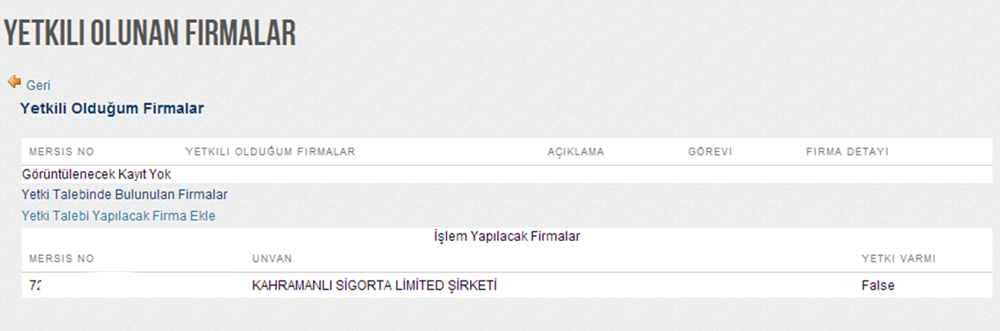 YETKILI OLUNAN FIRMALAR
Geri
Yetkili Olduğum Firmalar
MERSIS NO YETKILI OLDUĞUM FIRMALAR AÇIKLAMA GÖREVI FIRMA DETAYI
Görüntülenecek Kayıt Yok
Yetki Talebinde Bulunulan Firmalar
Yetki Talebi Yapılacak Firma Ekle
İşlem Yapılacak Firmalar
MERSIS NO UNVAN YETKI VARMI
KAHRAMANLI SİGORTA LİMİTED ŞİRKETİ False